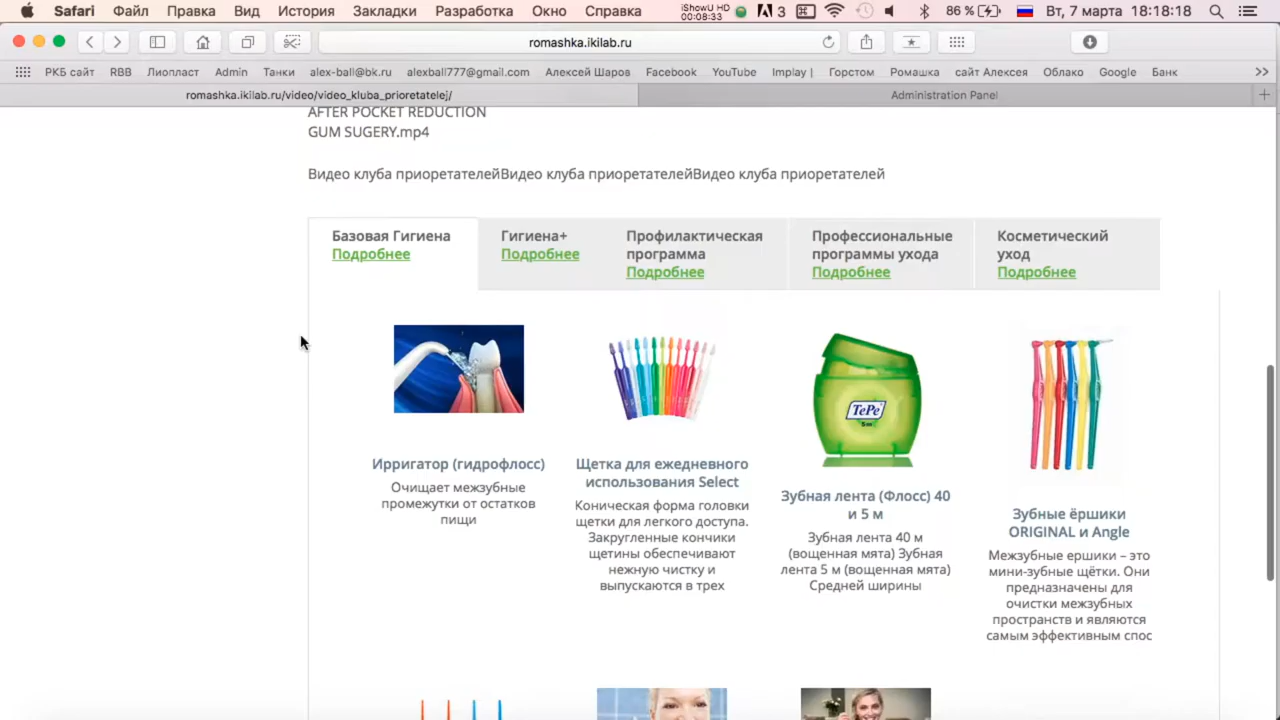 Safari Файл Правка Вид История Закладки Разработка Окно Справка iShowU HD 00:08:33 3 86 % Вт, 7 марта 18:18:18
romashka.ikilab.ru
РКБ сайт RBB Лиопласт Admin Танки alex-ball@bk.ru alexball777@gmail.com Алексей Шаров Facebook YouTube Implay | Горстом Ромашка сайт Алексея Облако Google Банк
romashka.ikilab.ru/video/video_kluba_prioretatelej/ Administration Panel
AFTER POCKET REDUCTION
GUM SUGERY.mp4
Видео клуба приоретателейВидео клуба приоретателейВидео клуба приоретателей
Базовая Гигиена
Подробнее
Гигиена+
Подробнее
Профилактическая
программа
Подробнее
Профессиональные
программы ухода
Подробнее
Косметический
уход
Подробнее
Ирригатор (гидрофлосс)
Очищает межзубные
промежутки от остатков
пищи
Щетка для ежедневного
использования Select
Коническая форма головки
щетки для легкого доступа.
Закругленные кончики
щетины обеспечивают
нежную чистку и
выпускаются в трех
TePe
Зубная лента (Флосс) 40
и 5 м
Зубная лента 40 м
(вощенная мята) Зубная
лента 5 м (вощенная мята)
Средней ширины
Зубные ёршики
ORIGINAL и Angle
Межзубные ершики – это
мини-зубные щётки. Они
предназначены для
очистки межзубных
пространств и являются
самым эффективным спос